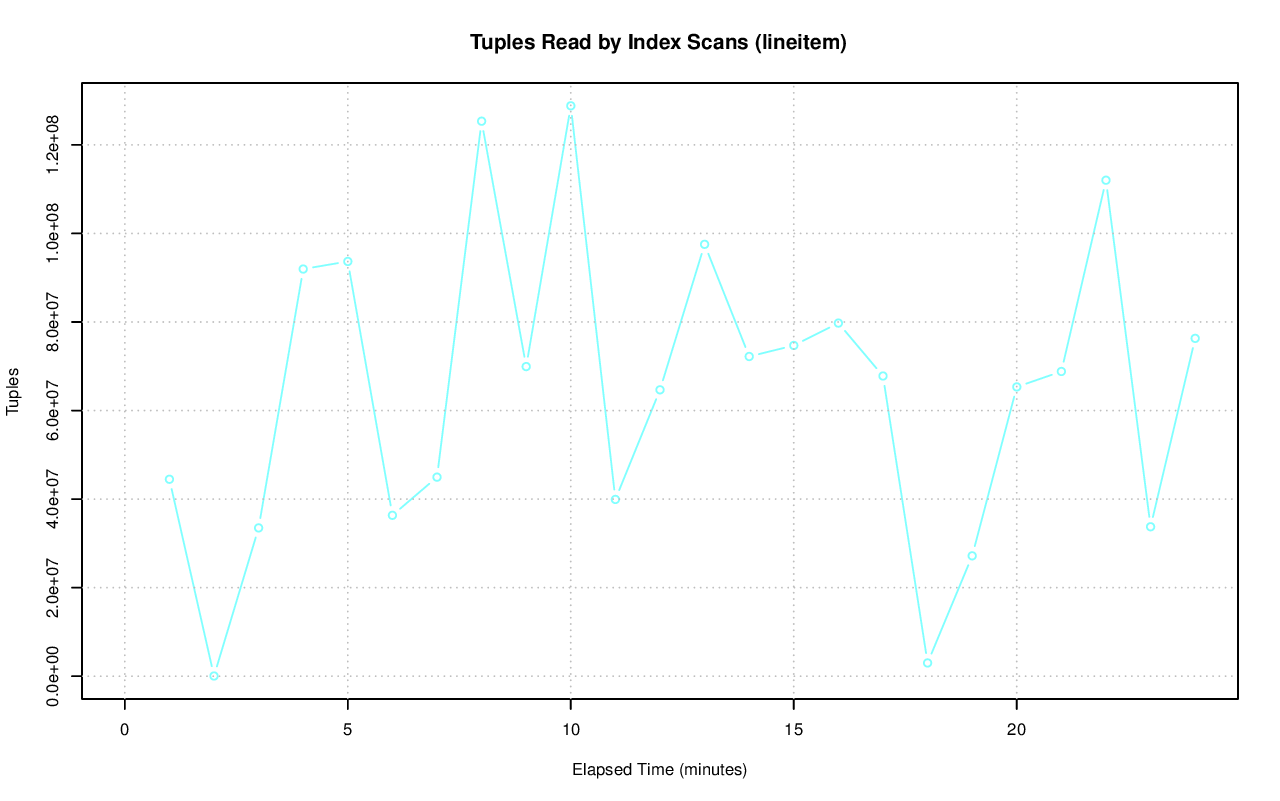 Tuples Read by Index Scans (lineitem)
1.2e+08
1.0e+08
8.0e+07
6.0e+07
4.0e+07
2.0e+07
0.0e+00
Tuples
0 5 10 15 20
Elapsed Time (minutes)